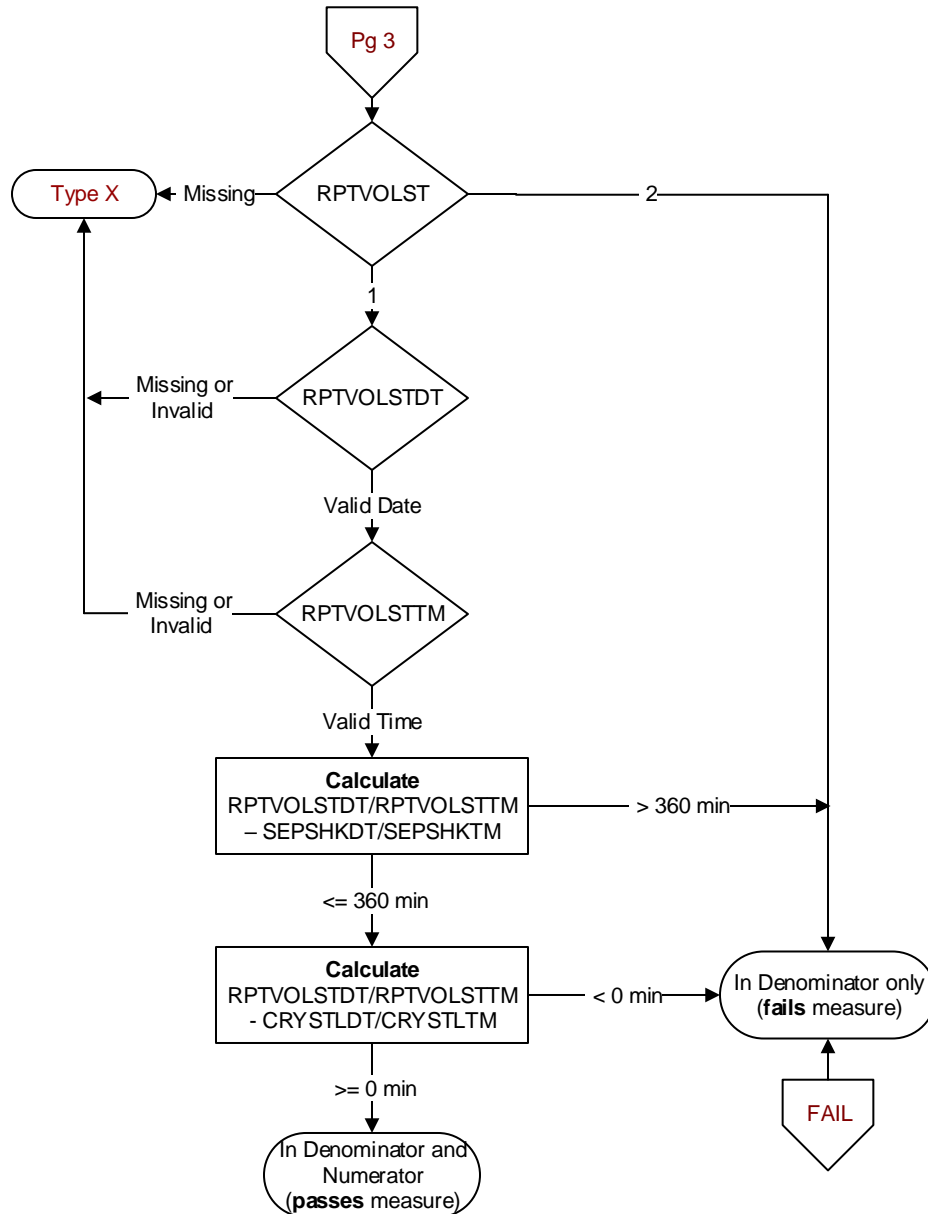 Pg 3
Type X
Missing
RPTVOLST
2
1
Missing or
Invalid
RPTVOLSTDT
Valid Date
Missing or
Invalid
RPTVOLSTTM
Valid Time
Calculate
RPTVOLSTDT/RPTVOLSTTM
– SEPSHKDT/SEPSHKTM
> 360 min
<= 360 min
Calculate
RPTVOLSTDT/RPTVOLSTTM
- CRYSTLDT/CRYSTLTM
< 0 min
In Denominator only
(fails measure)
>= 0 min
FAIL
In Denominator and
Numerator
(passes measure)